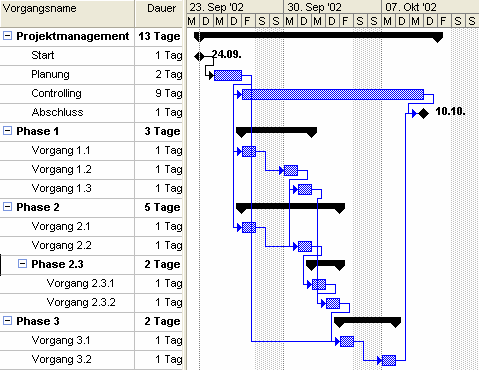 Vorgangsname Dauer 23. Sep '02 30. Sep '02 07. Okt '02
M D M D F S S M D M D F S S M D M D F S S
Projektmanagement 13 Tage
Start 1 Tag 24.09.
Planung 2 Tag
Controlling 9 Tag
Abschluss 1 Tag 10.10.
Phase 1 3 Tage
Vorgang 1.1 1 Tag
Vorgang 1.2 1 Tag
Vorgang 1.3 1 Tag
Phase 2 5 Tage
Vorgang 2.1 1 Tag
Vorgang 2.2 1 Tag
Phase 2.3 2 Tage
Vorgang 2.3.1 1 Tag
Vorgang 2.3.2 1 Tag
Phase 3 2 Tage
Vorgang 3.1 1 Tag
Vorgang 3.2 1 Tag